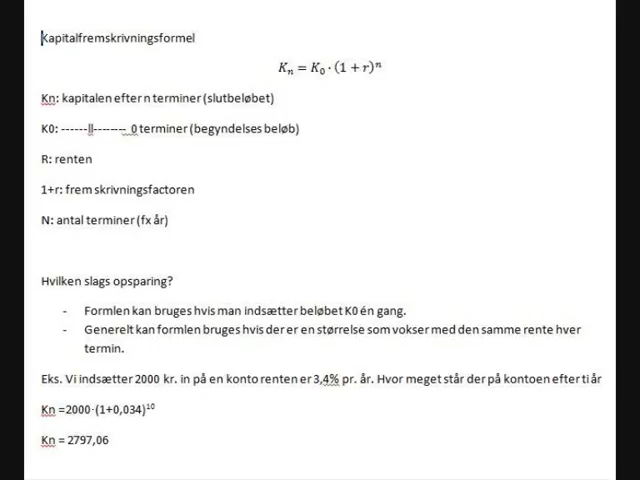 Kapitalfremskrivningsformel
Kₙ = K₀ · (1 + r)ⁿ
Kn: kapitalen efter n terminer (slutbeløbet)
K0: ------||-------- 0 terminer (begyndelses beløb)
R: renten
1+r: frem skrivningsfactoren
N: antal terminer (fx år)
Hvilken slags opsparing?
- Formlen kan bruges hvis man indsætter beløbet K0 én gang.
- Generelt kan formlen bruges hvis der er en størrelse som vokser med den samme rente hver
termin.
Eks. Vi indsætter 2000 kr. in på en konto renten er 3,4% pr. år. Hvor meget står der på kontoen efter ti år
Kn =2000·(1+0,034)¹⁰
Kn = 2797,06